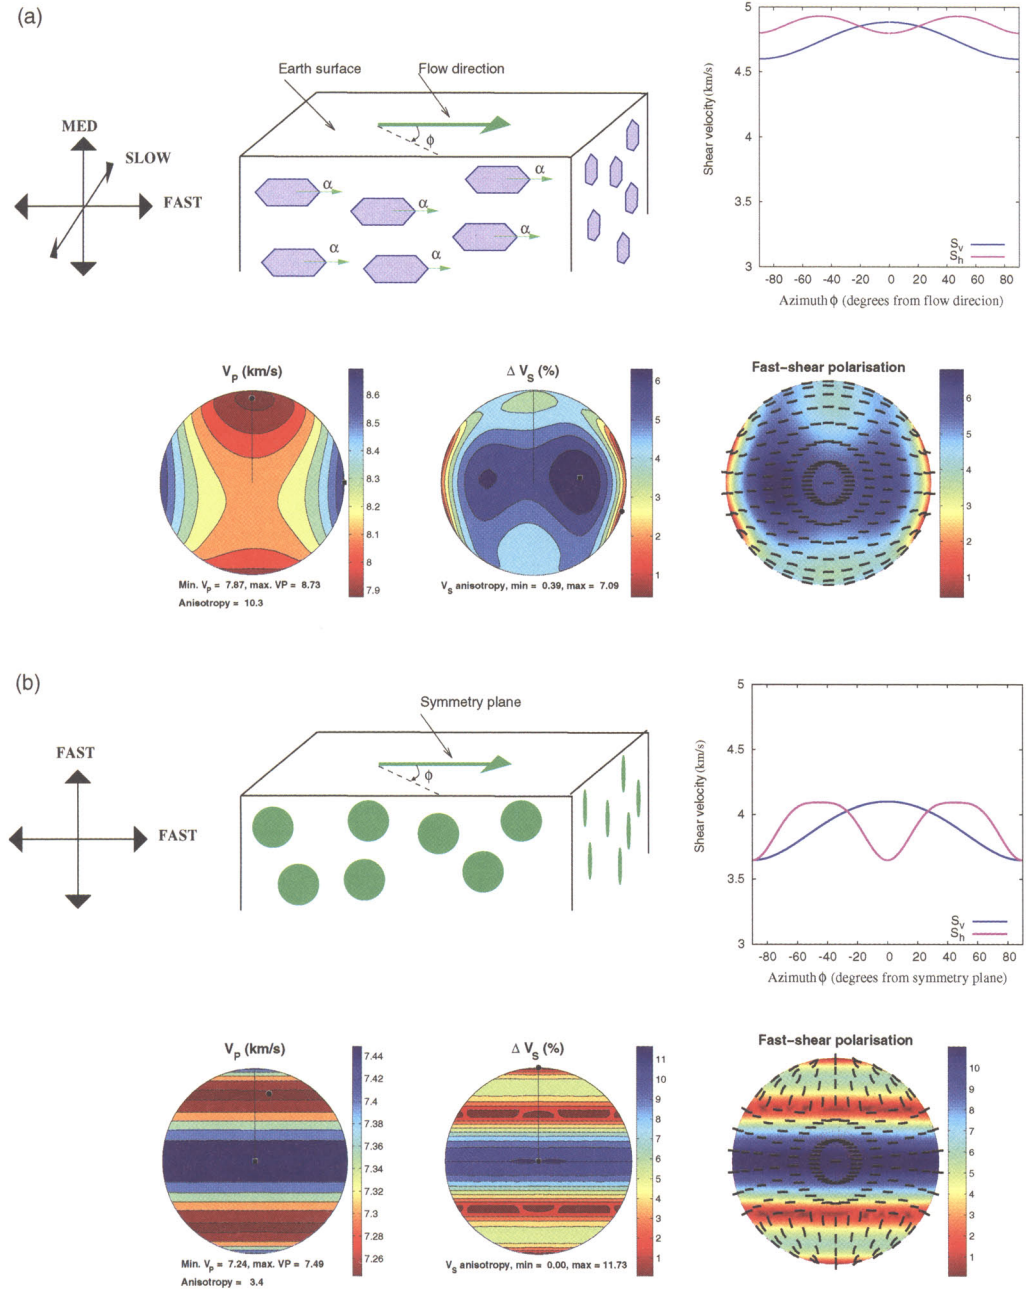 (a)
Earth surface
Flow direction
MED
SLOW
FAST
ϕ
α
α
α
α
α
α
Shear velocity (km/s)
5
4.5
4
4.5
3
Sv
Sh
-80 -60 -40 -20 0 20 40 60 80
Azimuth ϕ (degrees from flow direcion)
VP (km/s)
8.6
8.5
8.4
8.3
8.2
8.1
8
7.9
Min. VP = 7.87, max. VP = 8.73
Anisotropy = 10.3
Δ VS (%)
6
5
4
3
2
1
VS anisotropy, min = 0.39, max = 7.09
Fast-shear polarisation
6
5
4
3
2
1
(b)
Symmetry plane
FAST
FAST
ϕ
Shear velocity (km/s)
5
4.5
4
3.5
3
Sv
Sh
-80 -60 -40 -20 0 20 40 60 80
Azimuth ϕ (degrees from symmetry plane)
VP (km/s)
7.44
7.42
7.4
7.38
7.36
7.34
7.32
7.30
7.28
7.26
Min. VP = 7.24, max. VP = 7.49
Anisotropy = 3.4
Δ VS (%)
11
10
9
8
7
6
5
4
3
2
1
VS anisotropy, min = 0.00, max = 11.73
Fast-shear polarisation
10
9
8
7
6
5
4
3
2
1